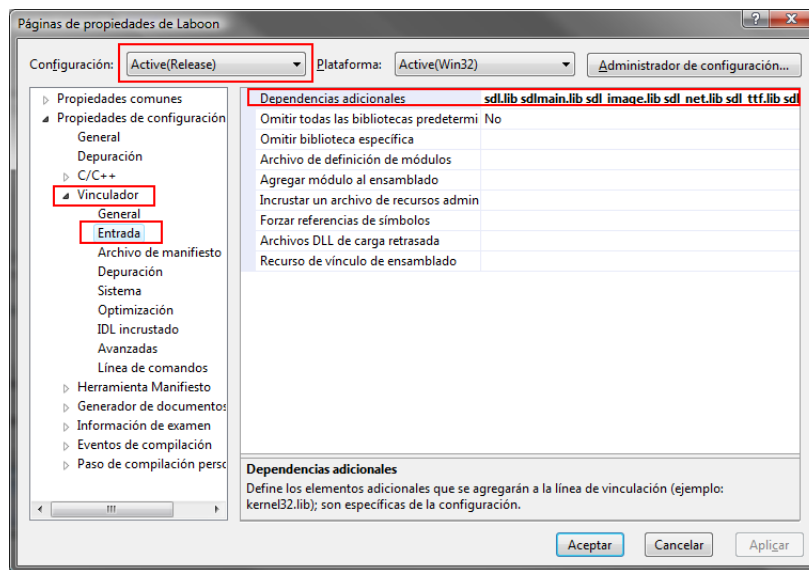 Páginas de propiedades de Laboon
Configuración: Active(Release) Plataforma: Active(Win32) Administrador de configuración...
Propiedades comunes
Propiedades de configuración
General
Depuración
C/C++
Vinculador
General
Entrada
Archivo de manifiesto
Depuración
Sistema
Optimización
IDL incrustado
Avanzadas
Línea de comandos
Herramienta Manifiesto
Generador de documentos
Información de examen
Eventos de compilación
Paso de compilación perso
Dependencias adicionales sdl.lib sdlmain.lib sdl_image.lib sdl_net.lib sdl_ttf.lib sdl
Omitir todas las bibliotecas predetermi No
Omitir biblioteca específica
Archivo de definición de módulos
Agregar módulo al ensamblado
Incrustar un archivo de recursos admin
Forzar referencias de símbolos
Archivos DLL de carga retrasada
Recurso de vínculo de ensamblado
Dependencias adicionales
Define los elementos adicionales que se agregarán a la línea de vinculación (ejemplo:
kernel32.lib); son específicas de la configuración.
Aceptar Cancelar Aplicar